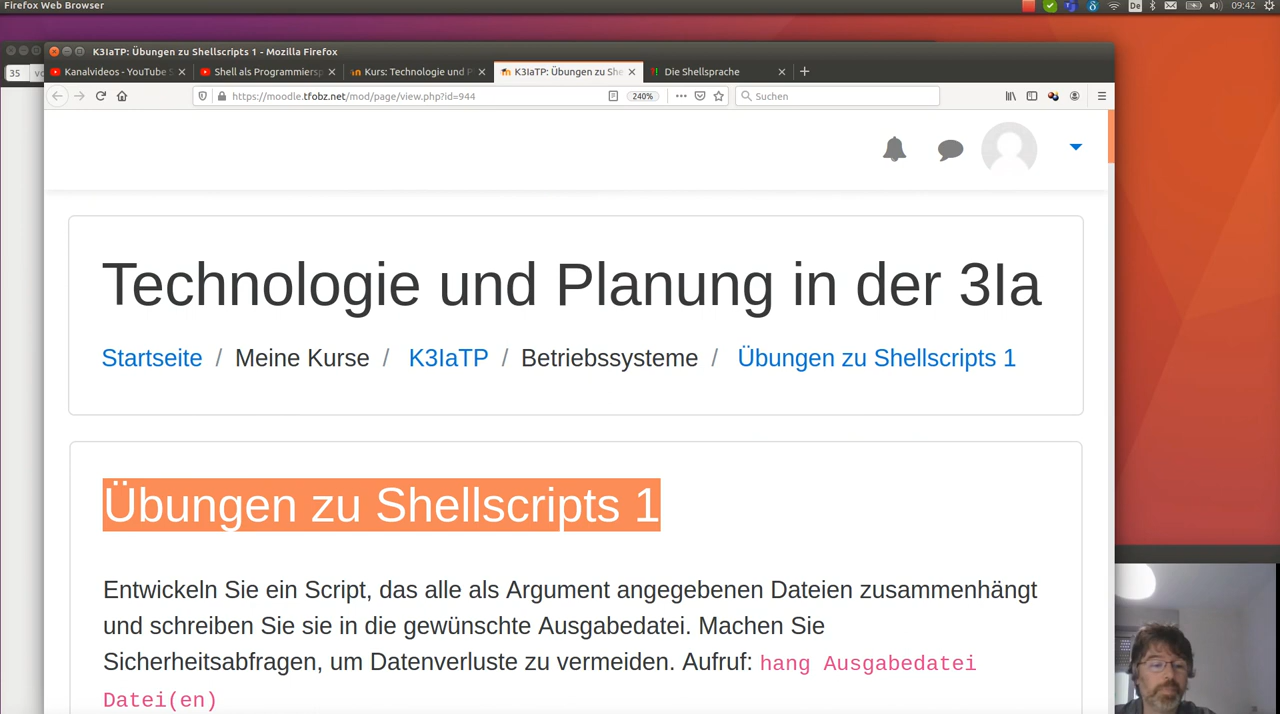 Firefox Web Browser
De
09:42
K3IaTP: Übungen zu Shellscripts 1 - Mozilla Firefox
35
Kanalvideos - YouTube S
Shell als Programmiersp
Kurs: Technologie und P
K3IaTP: Übungen zu She
Die Shellsprache
https://moodle.tfobz.net/mod/page/view.php?id=944
240%
Suchen
Technologie und Planung in der 3Ia
Startseite / Meine Kurse / K3IaTP / Betriebssysteme / Übungen zu Shellscripts 1
Übungen zu Shellscripts 1
Entwickeln Sie ein Script, das alle als Argument angegebenen Dateien zusammenhängt
und schreiben Sie sie in die gewünschte Ausgabedatei. Machen Sie
Sicherheitsabfragen, um Datenverluste zu vermeiden. Aufruf: hang Ausgabedatei
Datei(en)